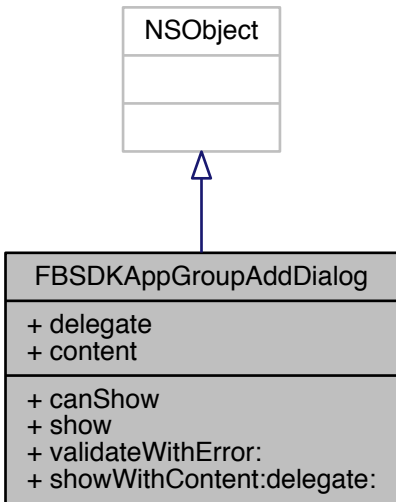 NSObject
FBSDKAppGroupAddDialog
+ delegate
+ content
+ canShow
+ show
+ validateWithError:
+ showWithContent:delegate: